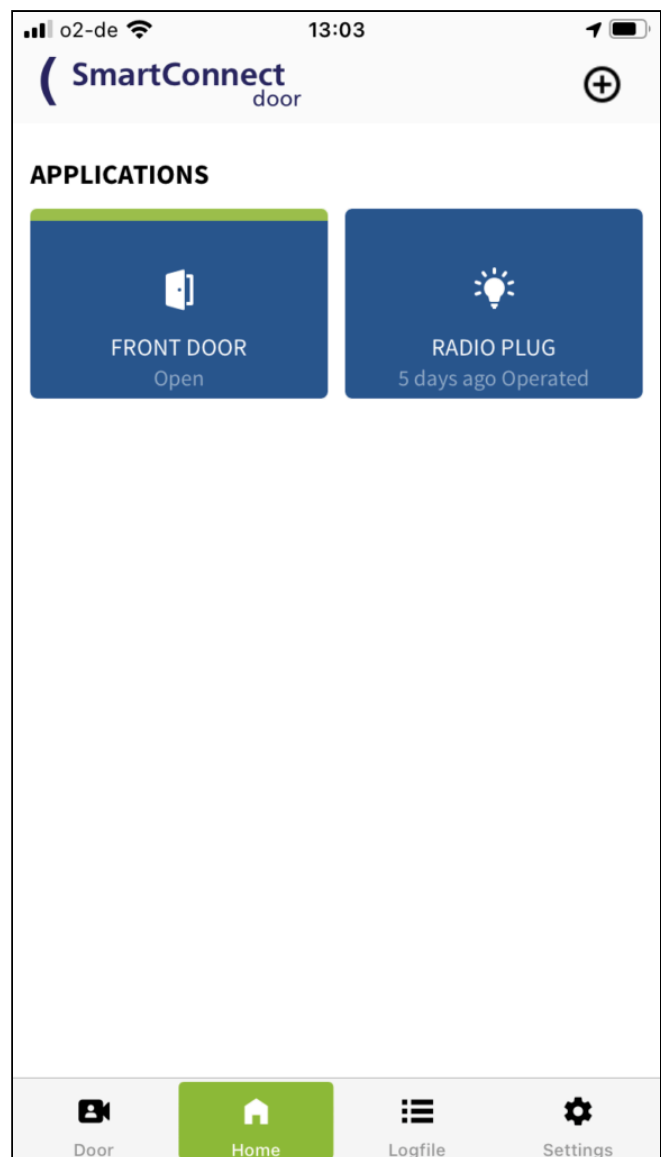 o2-de 13:03
SmartConnect
door
APPLICATIONS
FRONT DOOR
Open
RADIO PLUG
5 days ago Operated
Door Home Logfile Settings